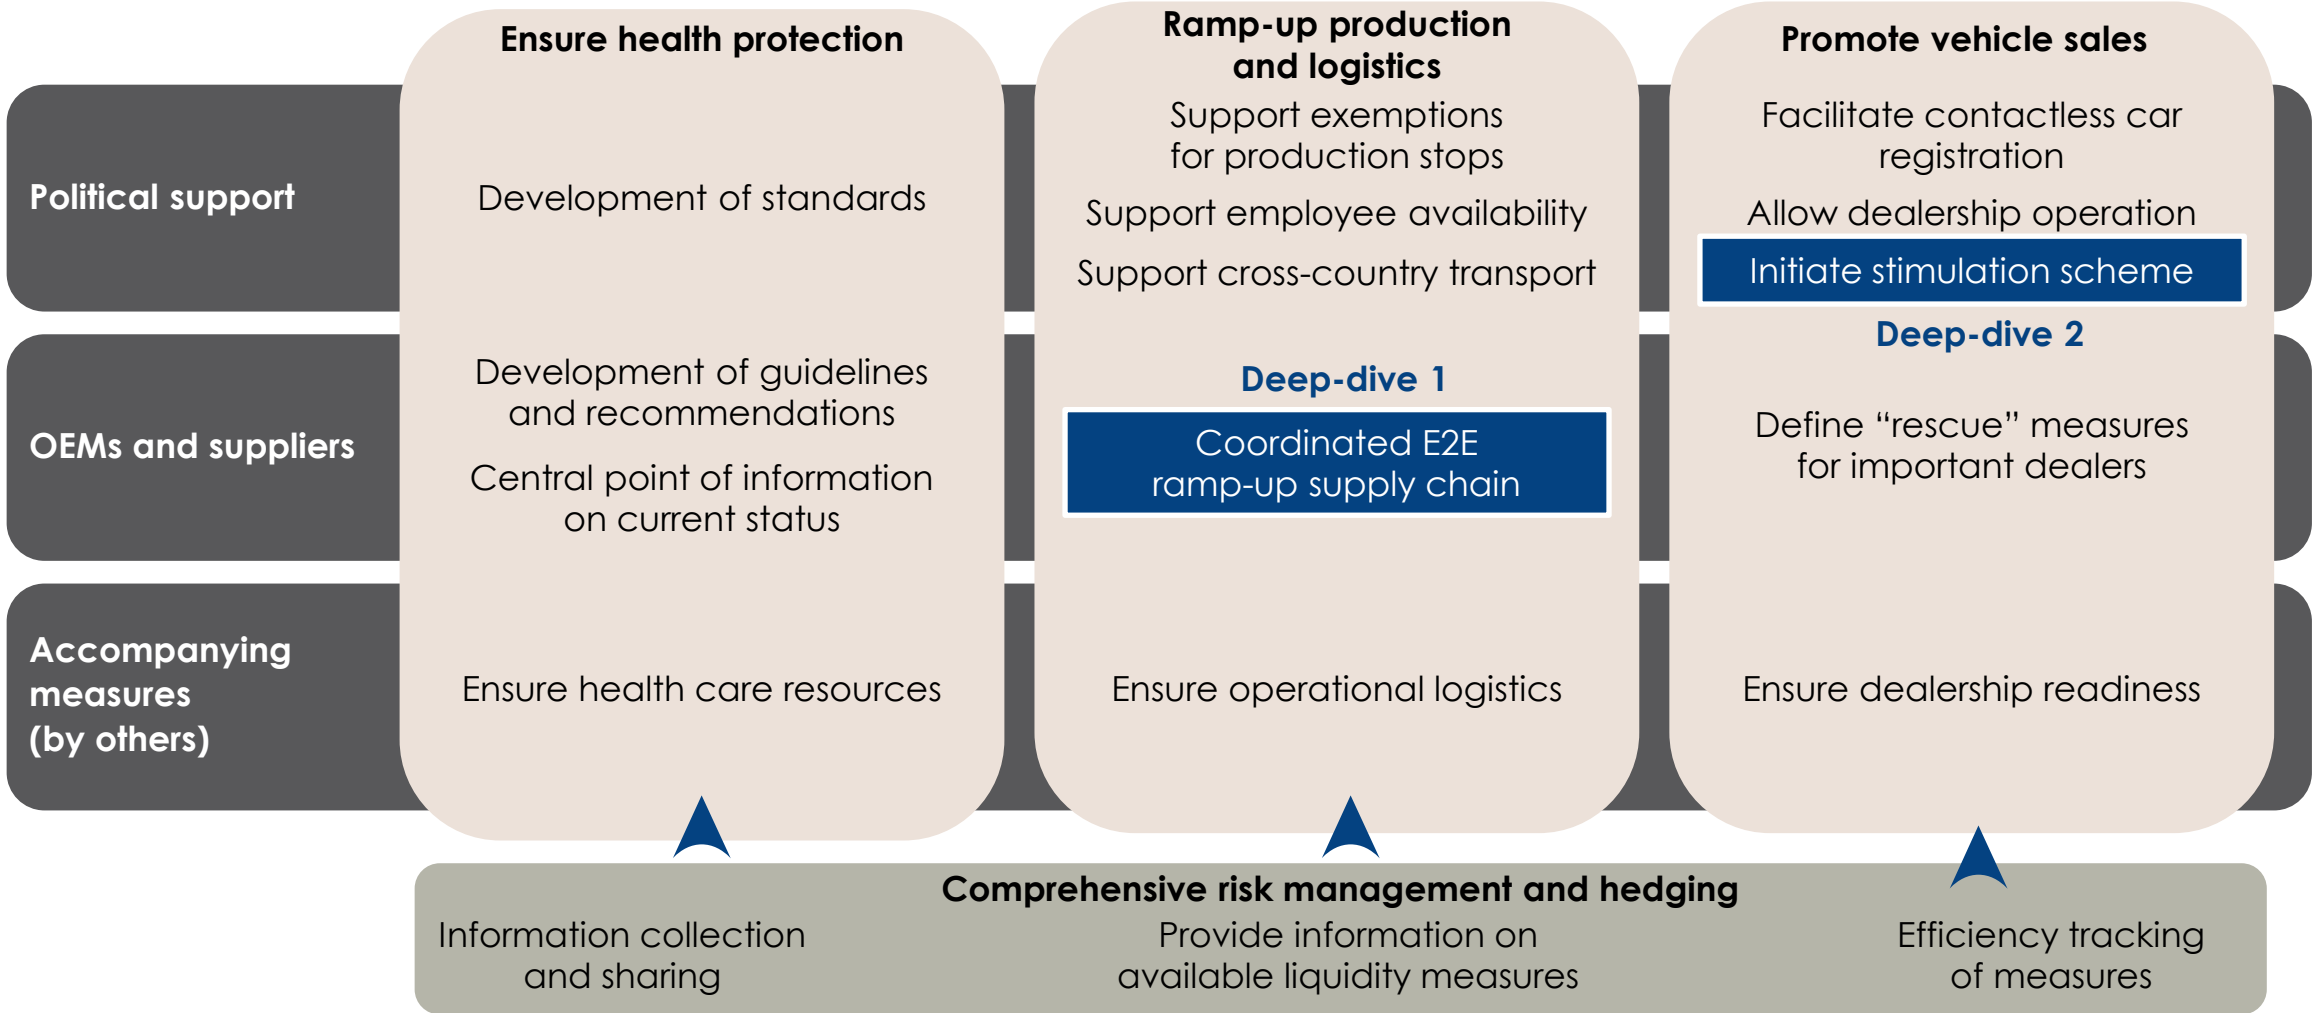 Ensure health protection
Ramp-up production
and logistics
Promote vehicle sales
Political support
Development of standards
Support exemptions
for production stops
Support employee availability
Support cross-country transport
Facilitate contactless car
registration
Allow dealership operation
Initiate stimulation scheme
Deep-dive 2
OEMs and suppliers
Development of guidelines
and recommendations
Central point of information
on current status
Deep-dive 1
Coordinated E2E
ramp-up supply chain
Define “rescue” measures
for important dealers
Accompanying
measures
(by others)
Ensure health care resources
Ensure operational logistics
Ensure dealership readiness
Comprehensive risk management and hedging
Information collection
and sharing
Provide information on
available liquidity measures
Efficiency tracking
of measures